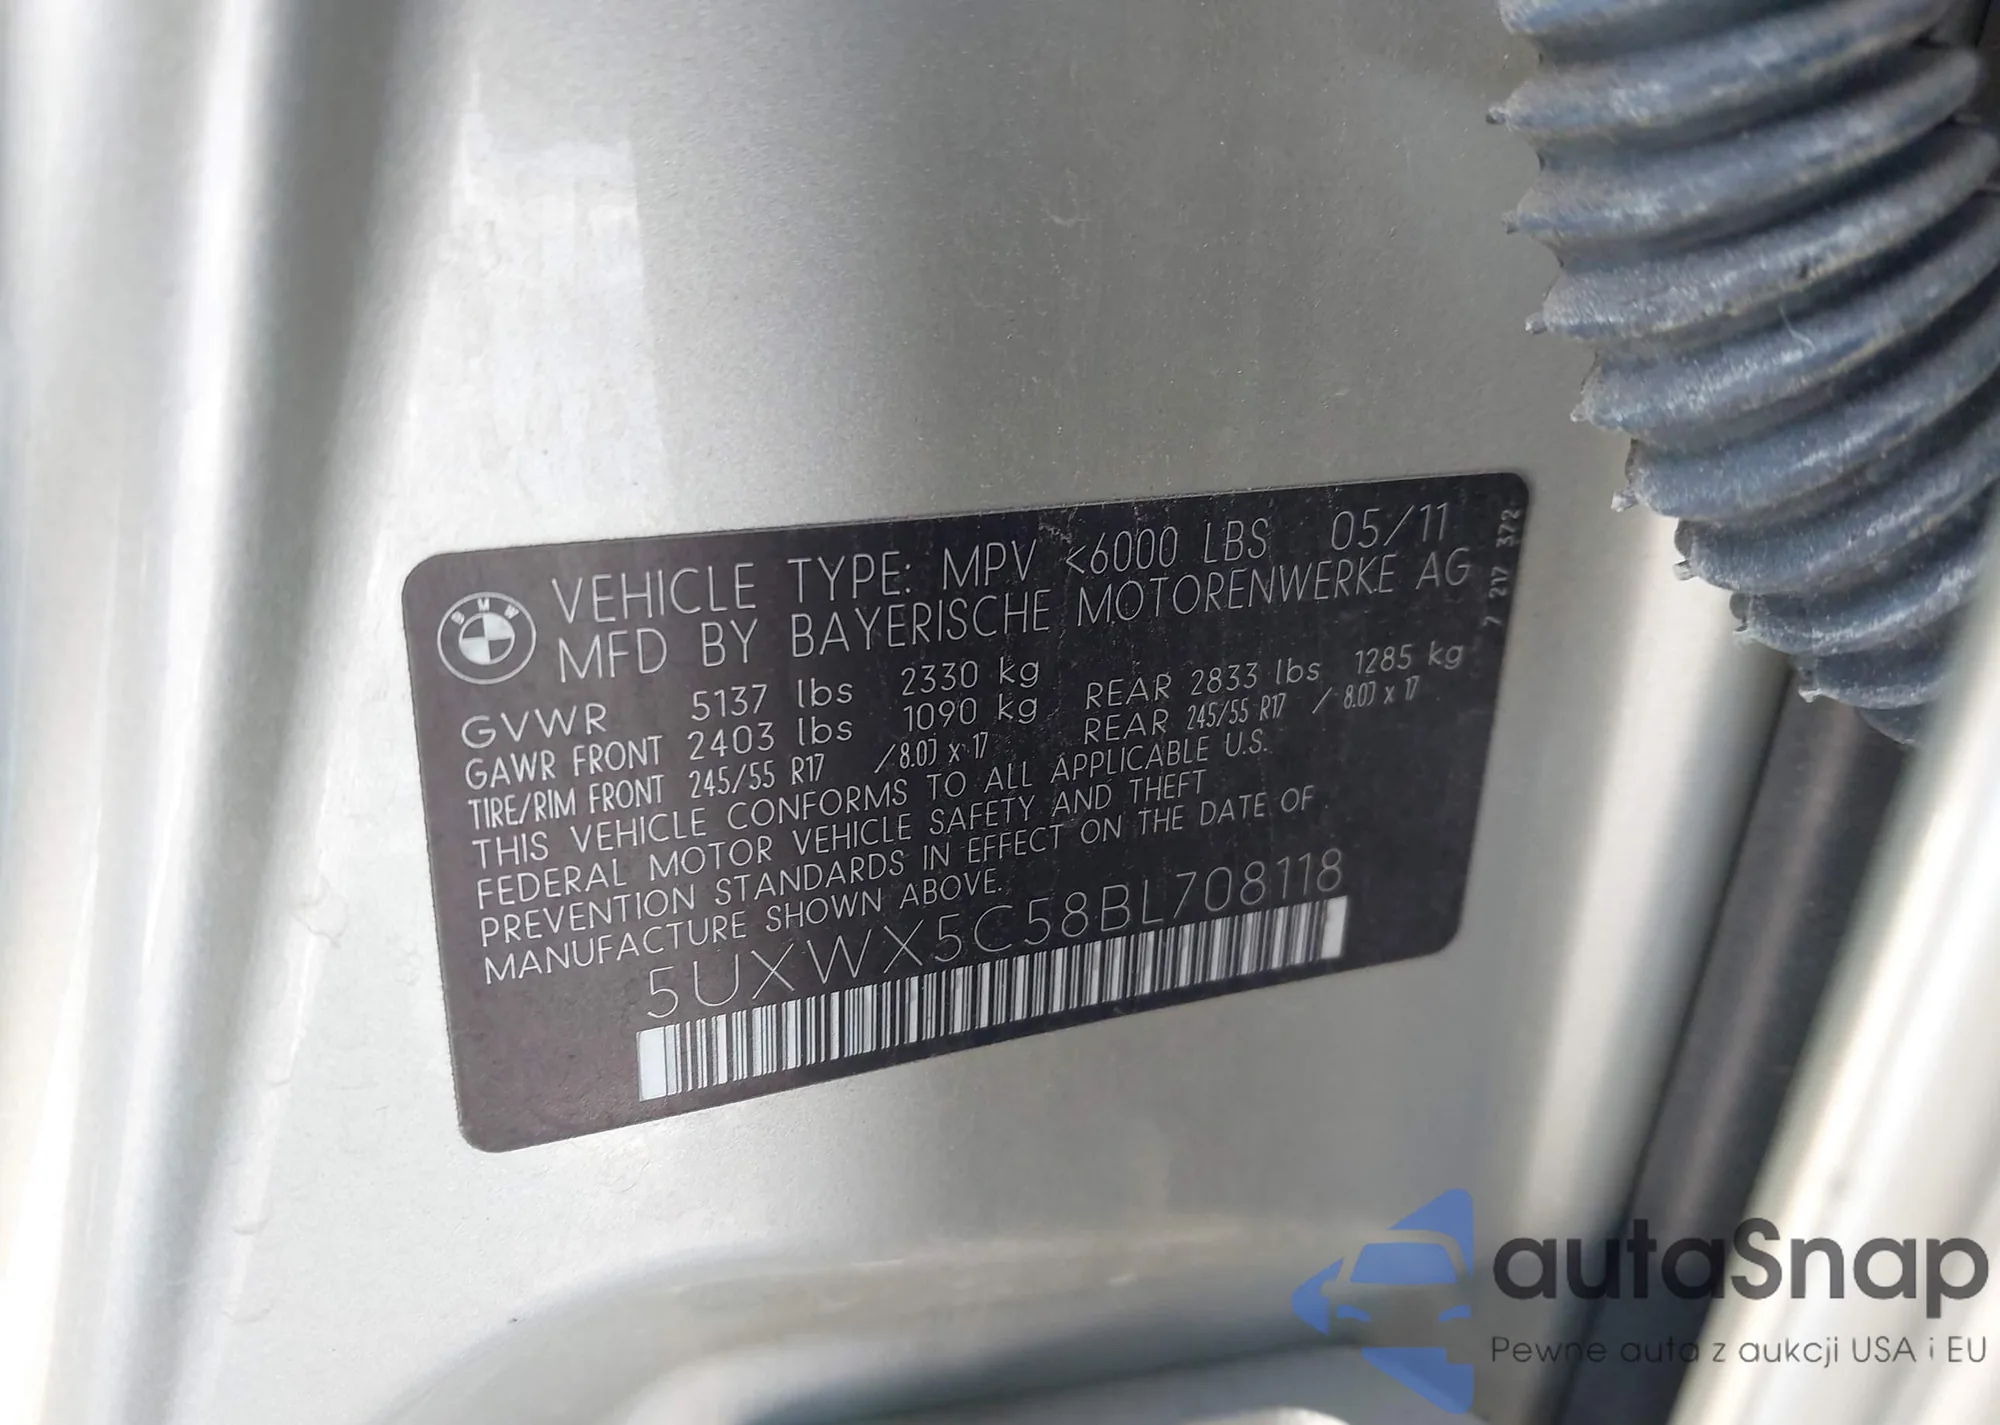 BMW
VEHICLE TYPE: MPV <6000 LBS 05/11
MFD BY BAYERISCHE MOTORENWERKE AG
GVWR 5137 lbs 2330 kg
GAWR FRONT 2403 lbs 1090 kg REAR 2833 lbs 1285 kg
TIRE/RIM FRONT 245/55 R17 /8.0J x 17 REAR 245/55 R17 / 8.0J x 17
THIS VEHICLE CONFORMS TO ALL APPLICABLE U.S.
FEDERAL MOTOR VEHICLE SAFETY AND THEFT
PREVENTION STANDARDS IN EFFECT ON THE DATE OF
MANUFACTURE SHOWN ABOVE.
5UXWX5C58BL708118
7 217 372
autaSnap
Pewne auta z aukcji USA i EU